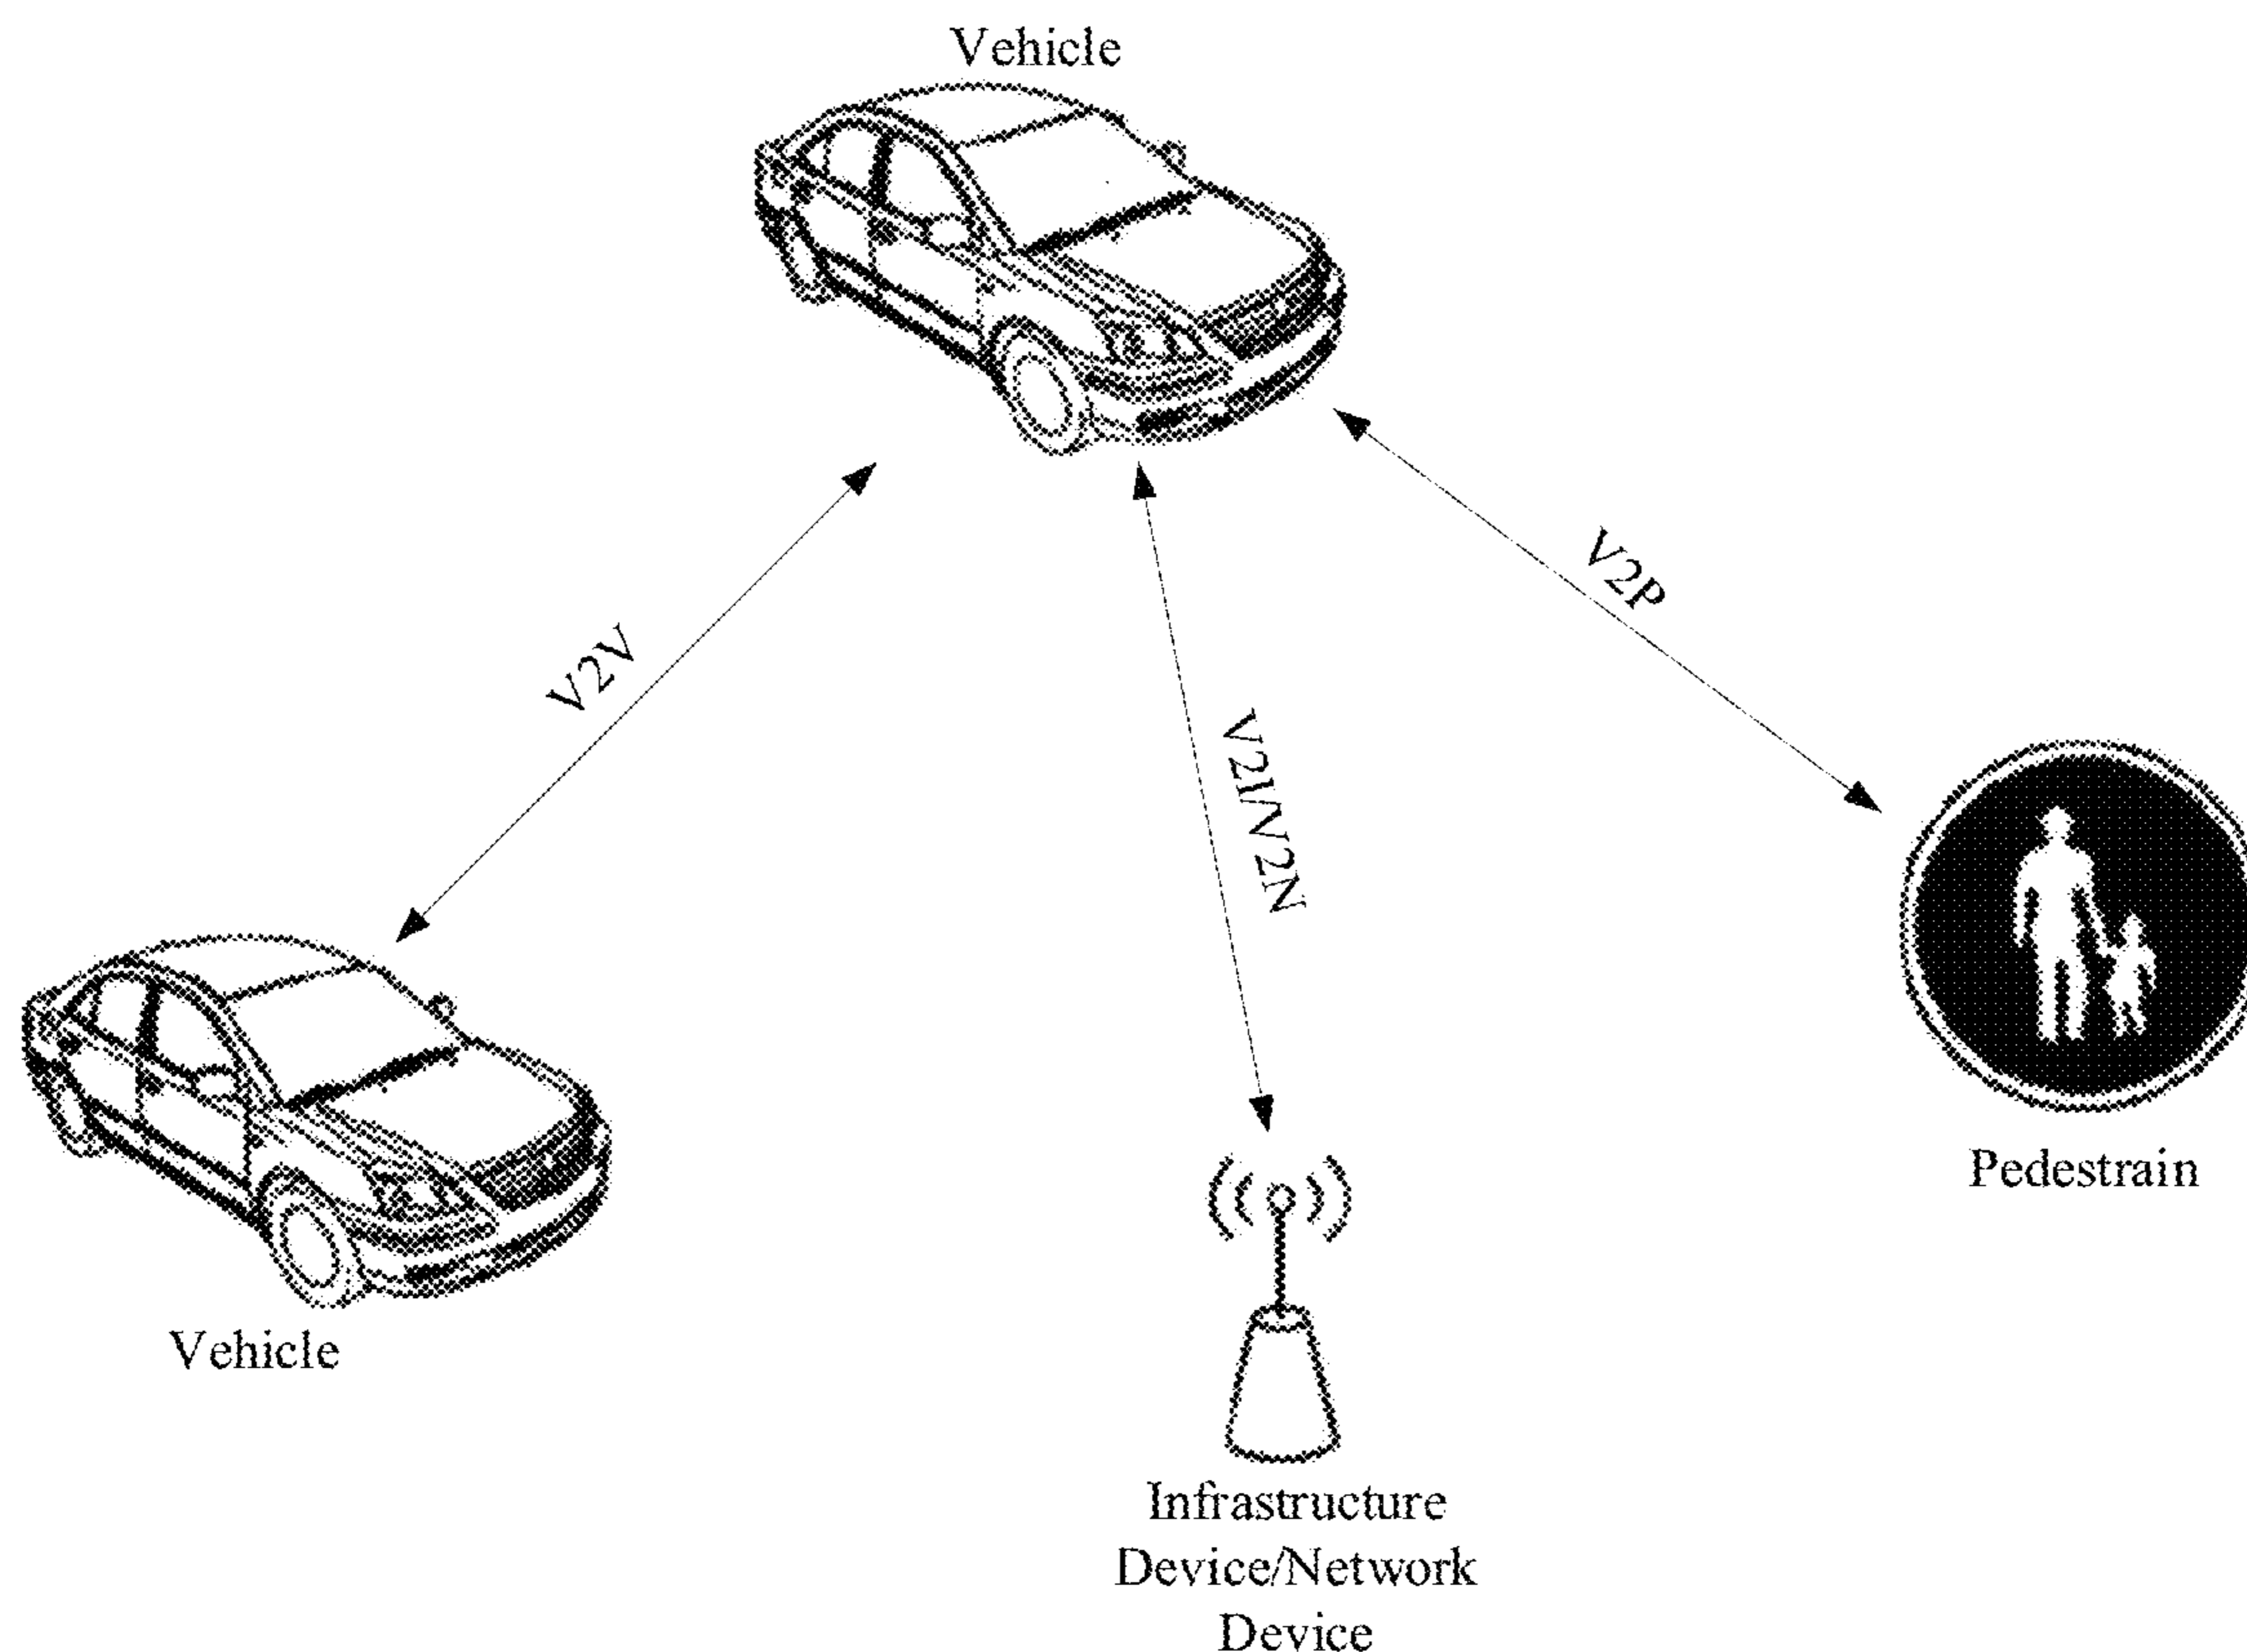 Vehicle
V2P
V2V
V2I/V2N
Pedestrain
Vehicle
Infrastructure
Device/Network
Device